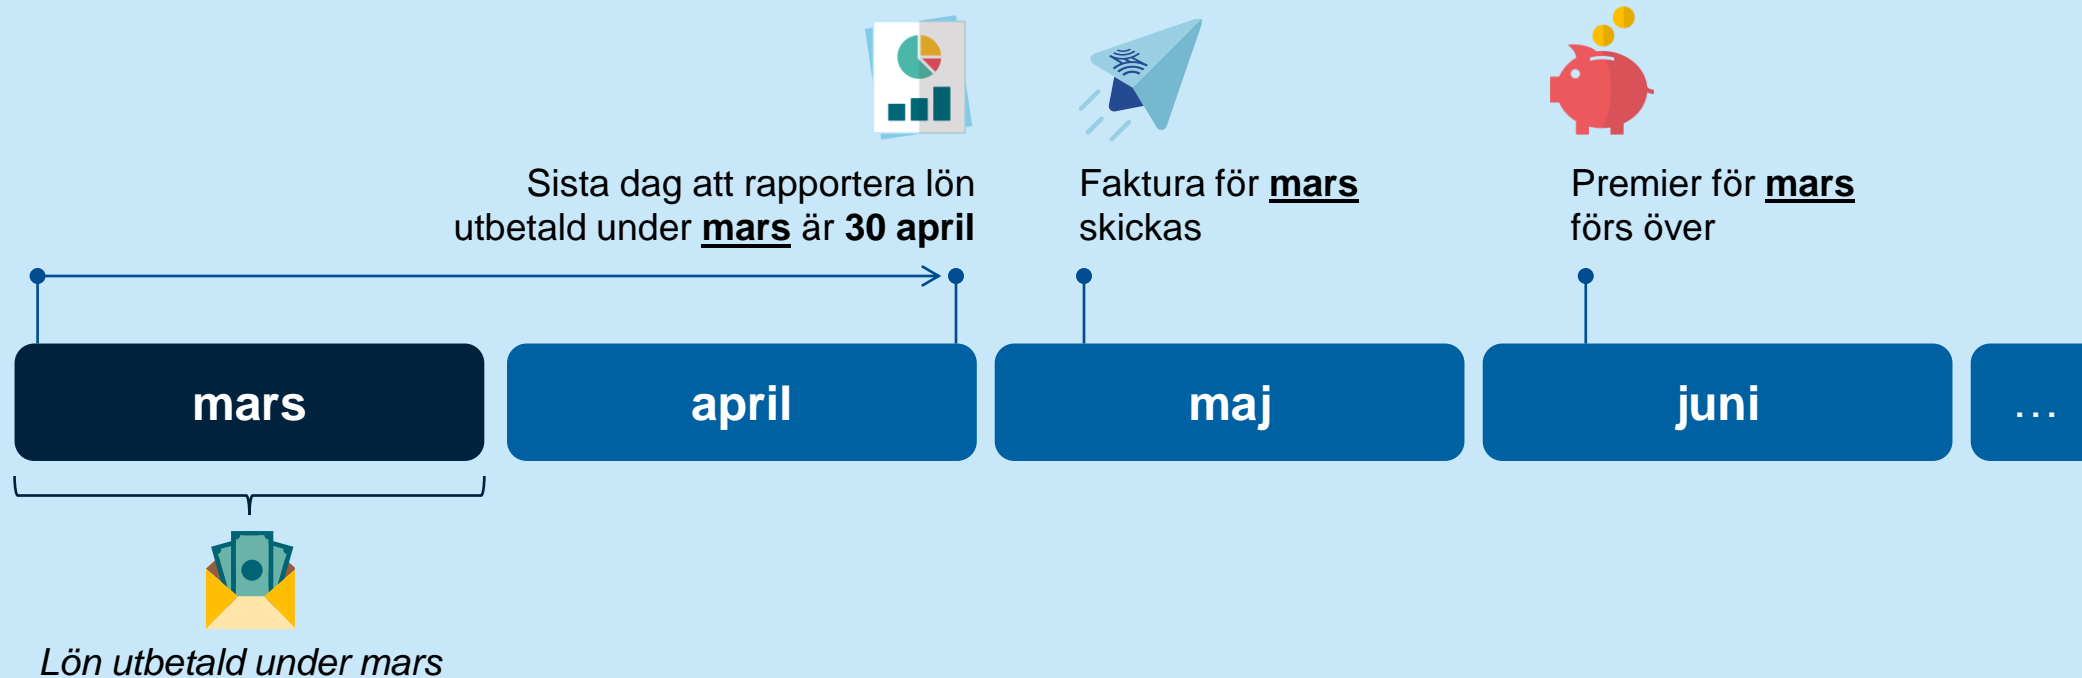 Sista dag att rapportera lön
utbetald under mars är 30 april
Faktura för mars
skickas
Premier för mars
förs över
mars
april
maj
juni
...
Lön utbetald under mars